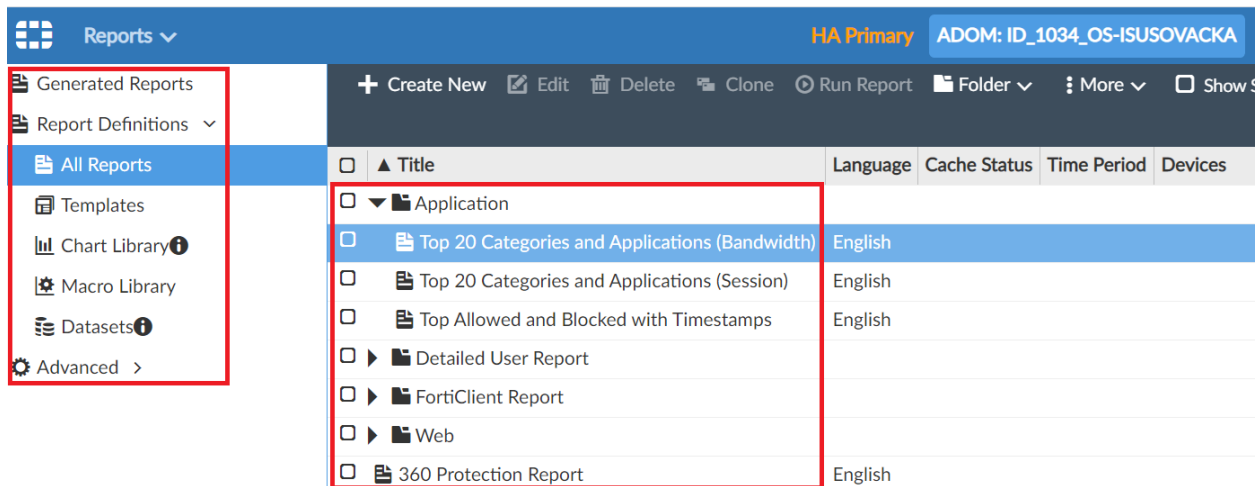 Reports HA Primary ADOM: ID_1034_OS-ISUSOVACKA
Generated Reports
Report Definitions
All Reports
Templates
Chart Library
Macro Library
Datasets
Advanced
Create New Edit Delete Clone Run Report Folder More Show
Title Language Cache Status Time Period Devices
Application
Top 20 Categories and Applications (Bandwidth) English
Top 20 Categories and Applications (Session) English
Top Allowed and Blocked with Timestamps English
Detailed User Report
FortiClient Report
Web
360 Protection Report English